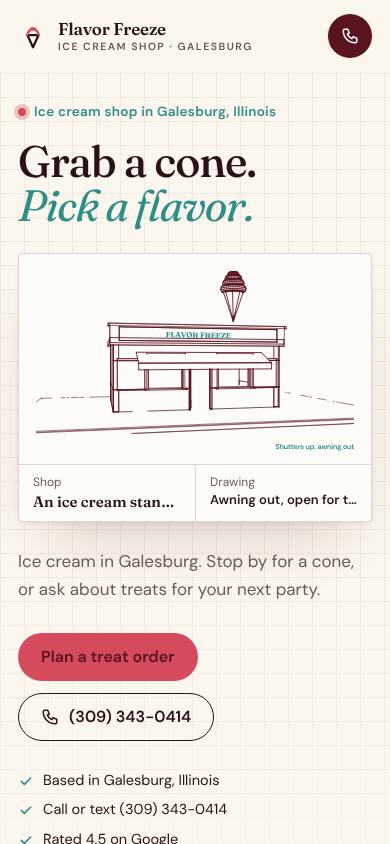 Flavor Freeze
ICE CREAM SHOP · GALESBURG
Ice cream shop in Galesburg, Illinois
Grab a cone.
Pick a flavor.
FLAVOR FREEZE
Shutters up, awning out
Shop
An ice cream stan...
Drawing
Awning out, open for t...
Ice cream in Galesburg. Stop by for a cone,
or ask about treats for your next party.
Plan a treat order
(309) 343-0414
Based in Galesburg, Illinois
Call or text (309) 343-0414
Rated 4.5 on Google